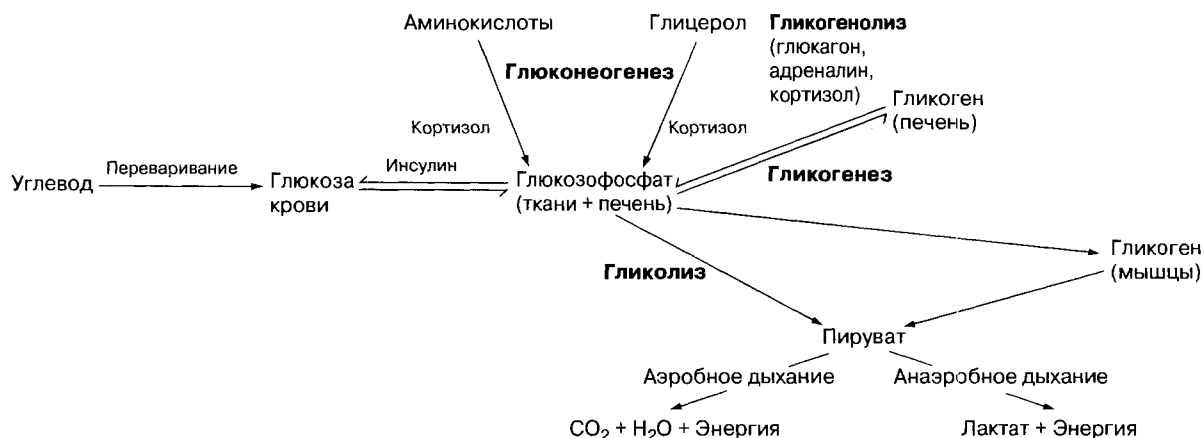 Аминокислоты
Глицерол
Гликогенолиз
(глюкагон,
адреналин,
кортизол)
Глюконеогенез
Гликоген
(печень)
Кортизол
Кортизол
Углевод
Переваривание
Глюкоза
крови
Инсулин
Глюкозофосфат
(ткани + печень)
Гликогенез
Гликоген
(мышцы)
Гликолиз
Пируват
Аэробное дыхание
Анаэробное дыхание
CO₂ + H₂O + Энергия
Лактат + Энергия